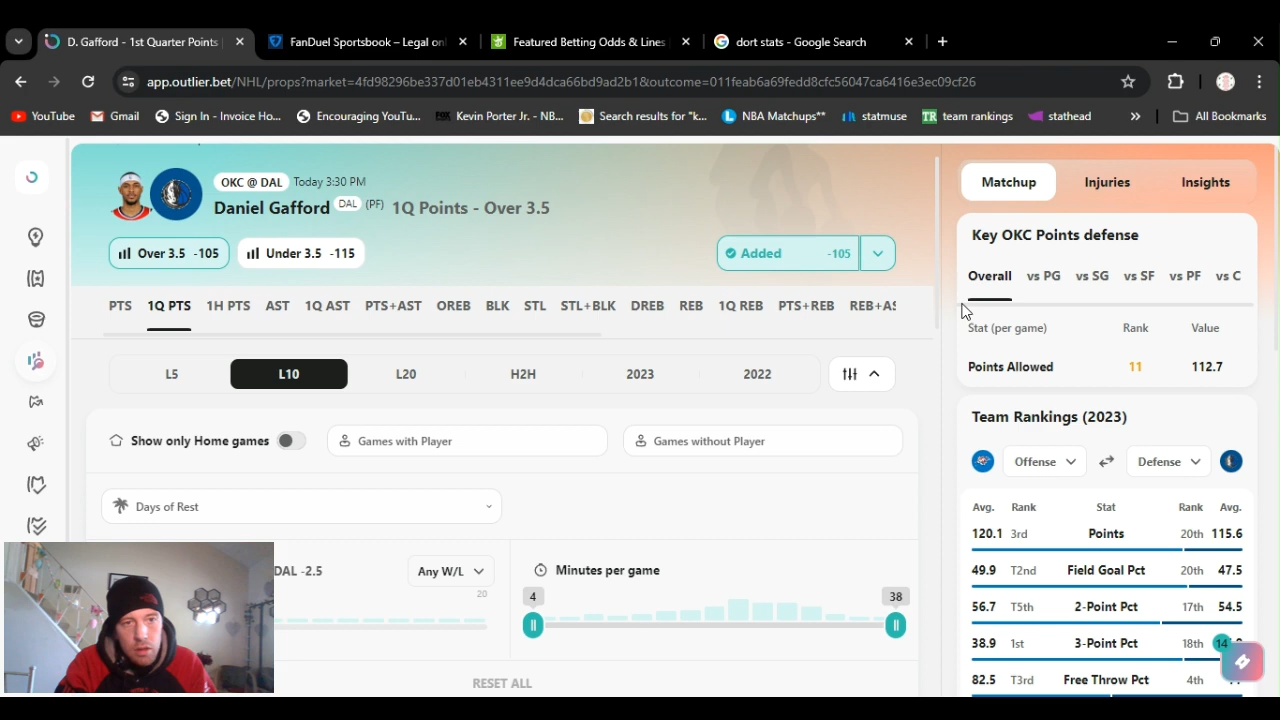 D. Gafford - 1st Quarter Points
FanDuel Sportsbook – Legal onl
Featured Betting Odds & Lines
dort stats - Google Search
app.outlier.bet/NHL/props?market=4fd98296be337d01eb4311ee9d4dca66bd9ad2b1&outcome=011feab6a69fedd8cfc56047ca6416e3ec09cf26
YouTube
Gmail
Sign In - Invoice Ho...
Encouraging YouTu...
Kevin Porter Jr. - NB...
Search results for "k...
NBA Matchups**
statmuse
team rankings
stathead
All Bookmarks
OKC @ DAL Today 3:30 PM
Daniel Gafford DAL (PF) 1Q Points - Over 3.5
Over 3.5 -105
Under 3.5 -115
Added -105
PTS 1Q PTS 1H PTS AST 1Q AST PTS+AST OREB BLK STL STL+BLK DREB REB 1Q REB PTS+REB REB+AS
L5 L10 L20 H2H 2023 2022
Show only Home games
Games with Player
Games without Player
Days of Rest
DAL -2.5
Any W/L
20
Minutes per game
4
38
RESET ALL
Matchup Injuries Insights
Key OKC Points defense
Overall vs PG vs SG vs SF vs PF vs C
Stat (per game) Rank Value
Points Allowed 11 112.7
Team Rankings (2023)
Offense Defense
Avg. Rank Stat Rank Avg.
120.1 3rd Points 20th 115.6
49.9 T2nd Field Goal Pct 20th 47.5
56.7 T5th 2-Point Pct 17th 54.5
38.9 1st 3-Point Pct 18th
82.5 T3rd Free Throw Pct 4th